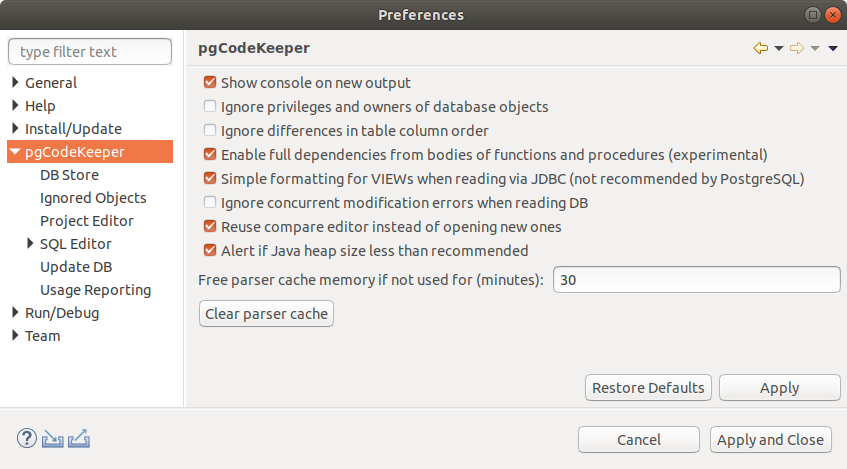 Preferences
type filter text
General
Help
Install/Update
pgCodeKeeper
DB Store
Ignored Objects
Project Editor
SQL Editor
Update DB
Usage Reporting
Run/Debug
Team
pgCodeKeeper
Show console on new output
Ignore privileges and owners of database objects
Ignore differences in table column order
Enable full dependencies from bodies of functions and procedures (experimental)
Simple formatting for VIEWs when reading via JDBC (not recommended by PostgreSQL)
Ignore concurrent modification errors when reading DB
Reuse compare editor instead of opening new ones
Alert if Java heap size less than recommended
Free parser cache memory if not used for (minutes): 30
Clear parser cache
Restore Defaults Apply
? Cancel Apply and Close